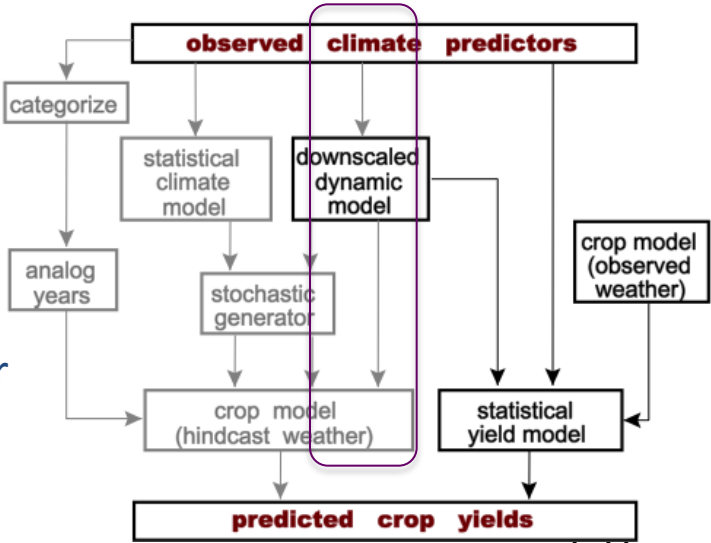 observed climate predictors
categorize
statistical
climate
model
downscaled
dynamic
model
crop model
(observed
weather)
analog
years
stochastic
generator
r
crop model
(hindcast weather)
statistical
yield model
predicted crop yields